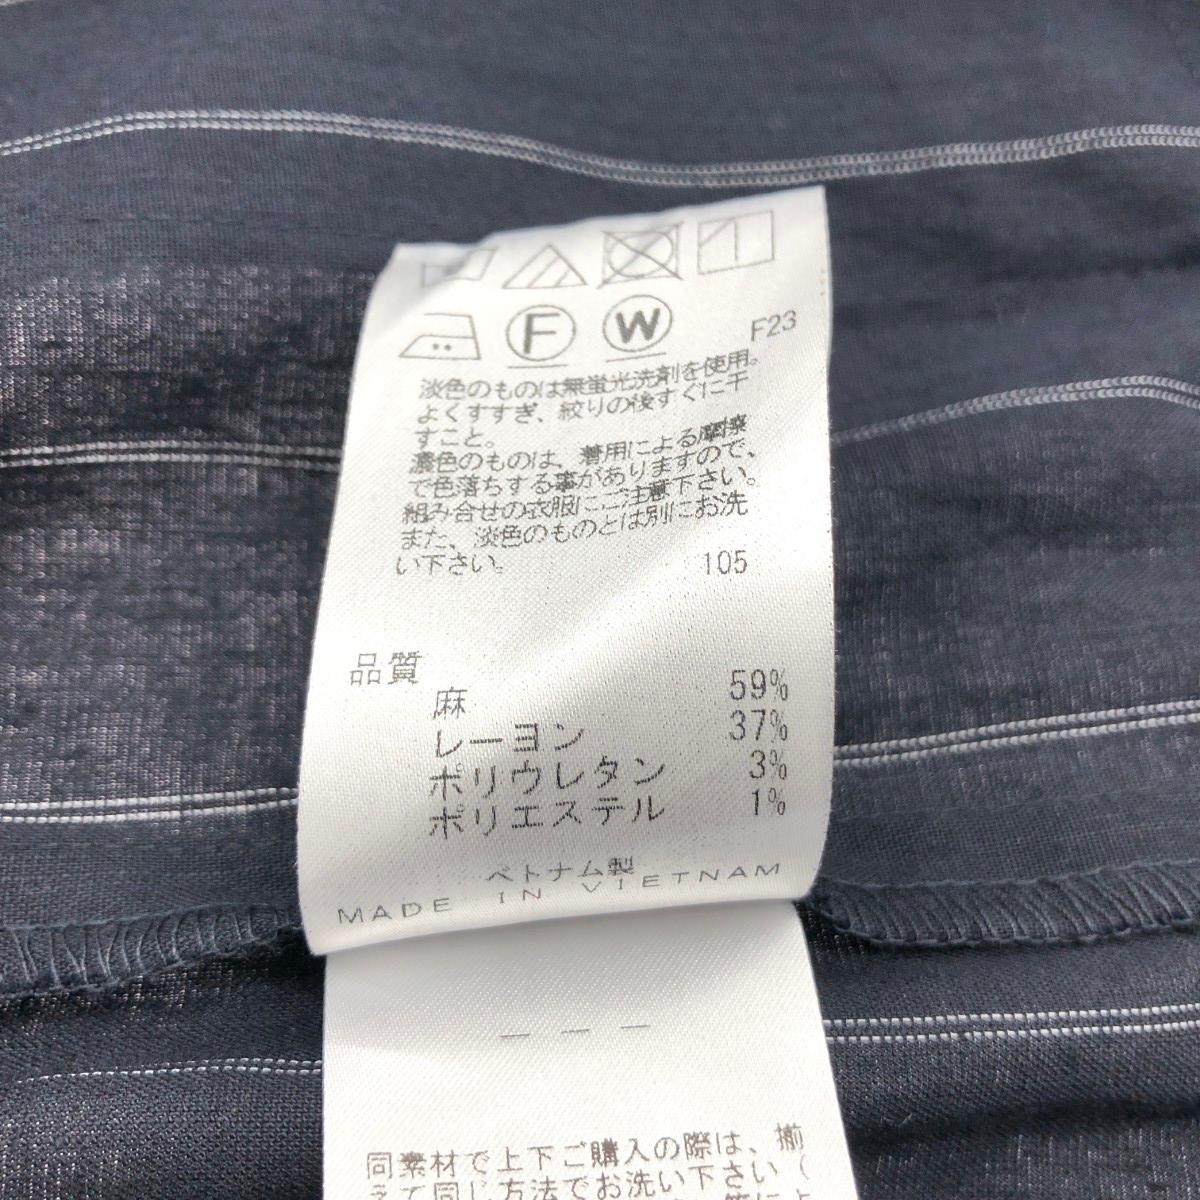 F W F23
淡色のものは無蛍光洗剤を使用。
よくすすぎ、絞りの後すぐに干
すこと。
濃色のものは、着用による摩擦
で色落ちする事がありますので、
組み合せの衣服にご注意下さい。
また、淡色のものとは別にお洗
い下さい。 105
品質
麻 59%
レーヨン 37%
ポリウレタン 3%
ポリエステル 1%
ベトナム製
MADE IN VIETNAM
― ― ―
同素材で上下ご購入の際は、揃
えて同じ方法でお洗い下さい（